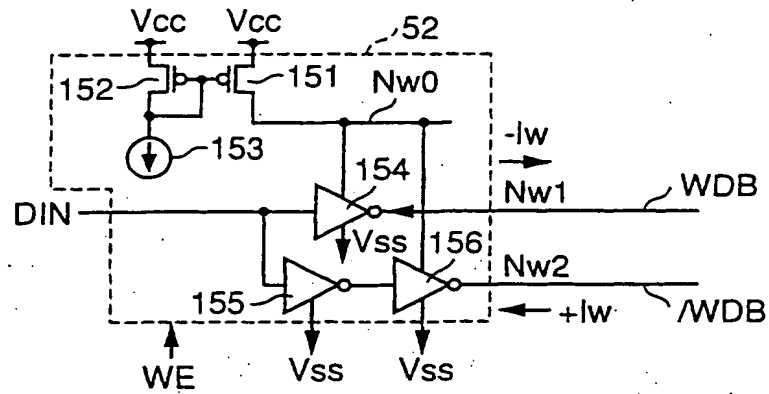 Vcc Vcc 52
152 151 Nw0
153 -Iw
154 Nw1 WDB
DIN
Vss 156 Nw2
155 +Iw /WDB
Vss Vss
WE